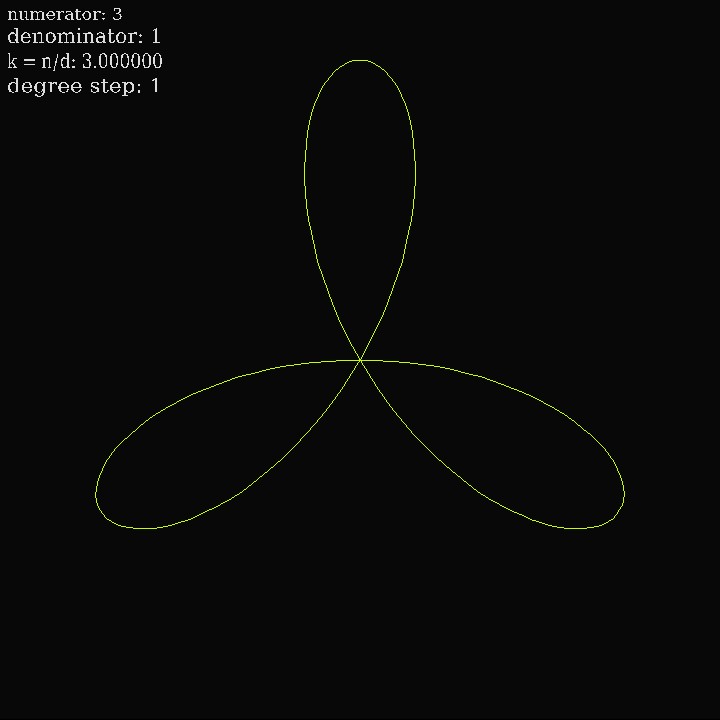 numerator: 3
denominator: 1
k = n/d: 3.000000
degree step: 1